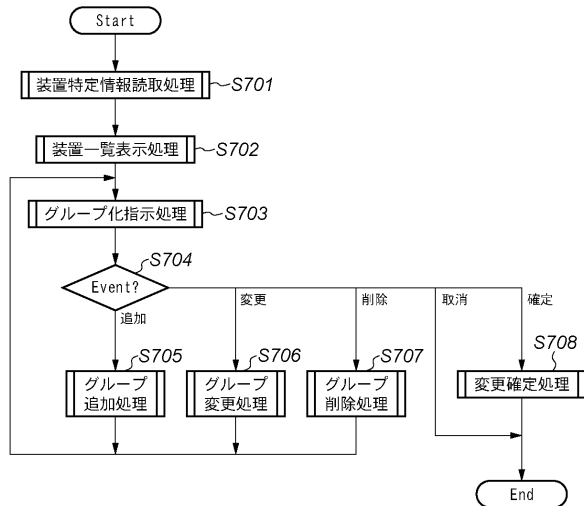 Start
装置特定情報読取処理
S701
装置一覧表示処理
S702
グループ化指示処理
S703
S704
Event?
変更
削除
取消
確定
追加
S705
S706
S707
S708
グループ
追加処理
グループ
変更処理
グループ
削除処理
変更確定処理
End